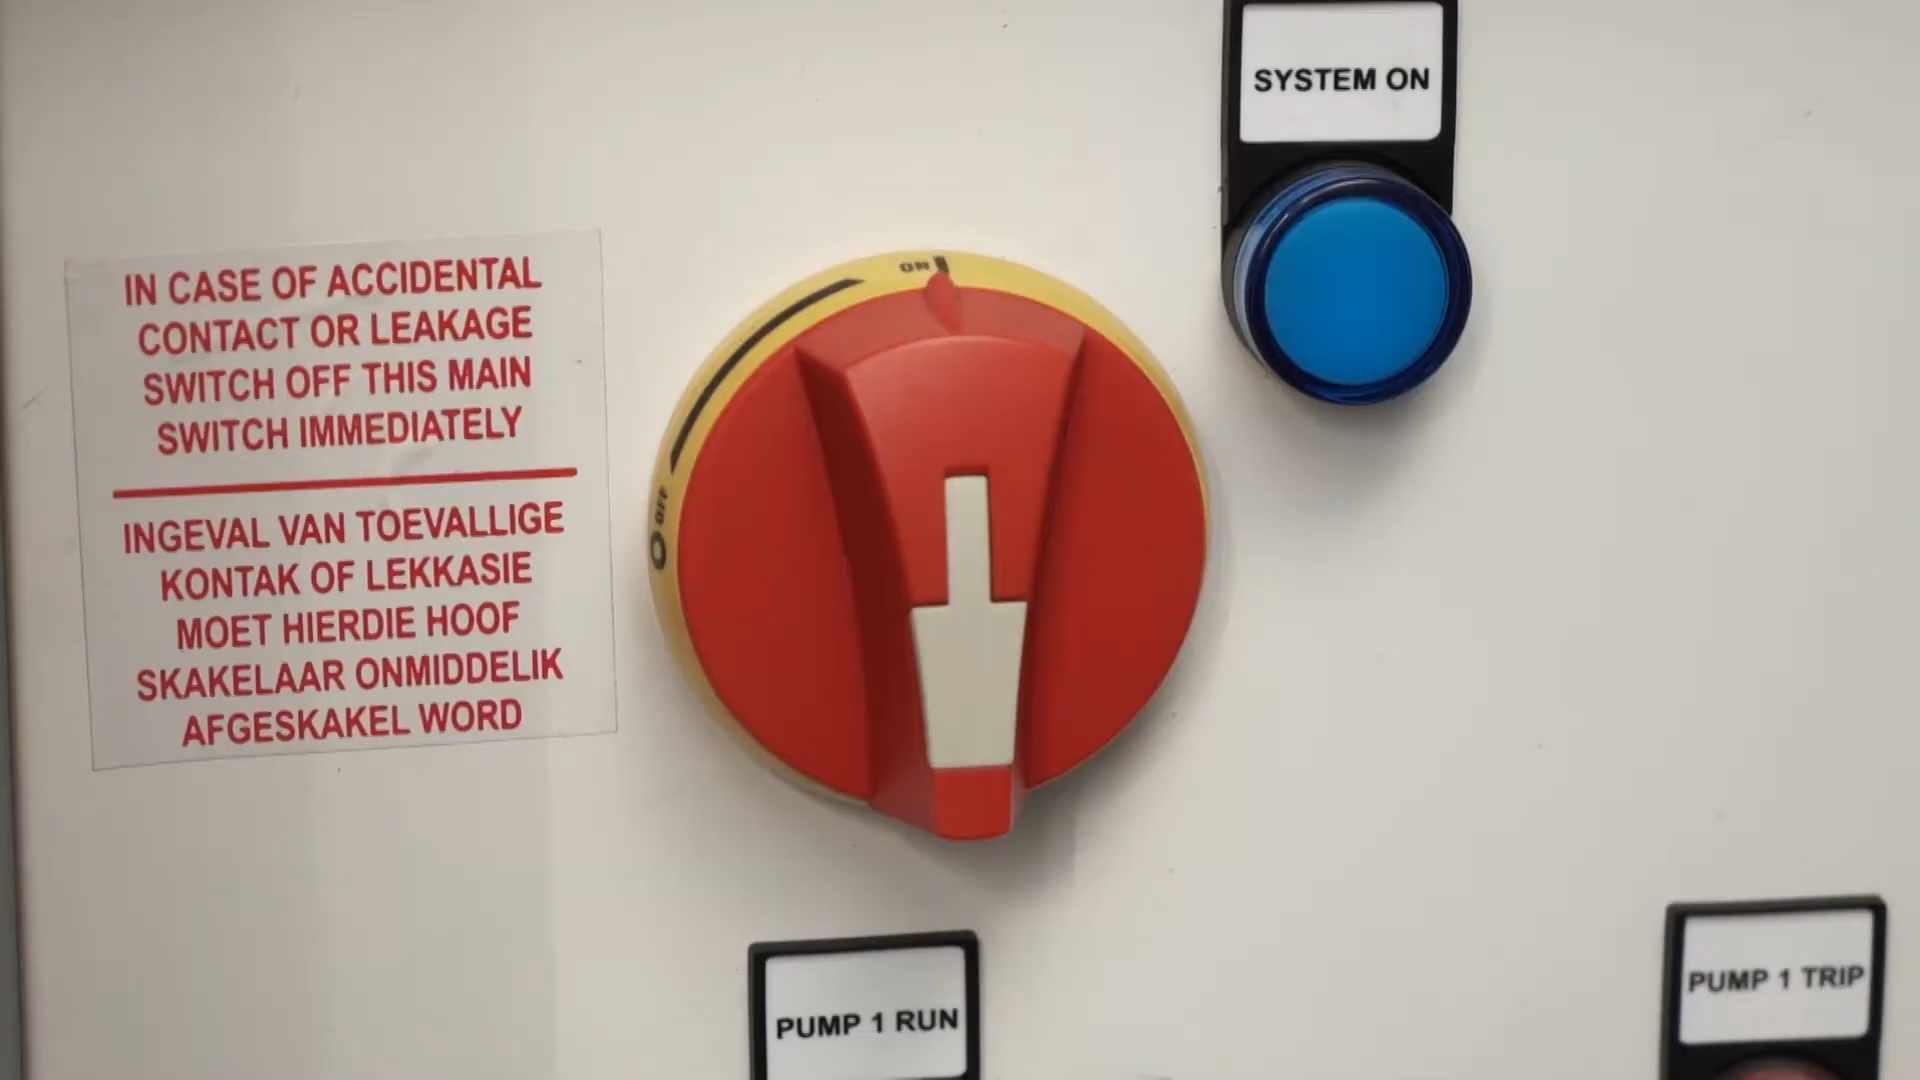 SYSTEM ON
IN CASE OF ACCIDENTAL
CONTACT OR LEAKAGE
SWITCH OFF THIS MAIN
SWITCH IMMEDIATELY
INGEVAL VAN TOEVALLIGE
KONTAK OF LEKKASIE
MOET HIERDIE HOOF
SKAKELAAR ONMIDDELIK
AFGESKAKEL WORD
ON I
O OFF
PUMP 1 RUN
PUMP 1 TRIP